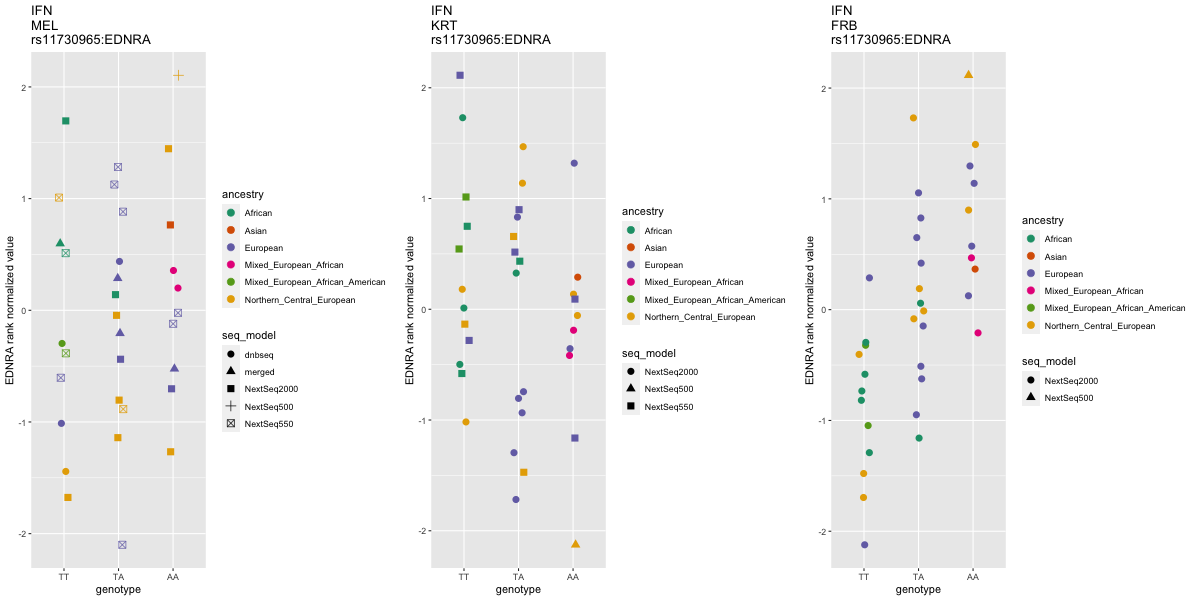 IFN
MEL
rs11730965:EDNRA
EDNRA rank normalized value
2
1
0
-1
-2
TT
TA
AA
genotype
ancestry
African
Asian
European
Mixed_European_African
Mixed_European_African_American
Northern_Central_European
seq_model
dnbseq
merged
NextSeq2000
NextSeq500
NextSeq550
IFN
KRT
rs11730965:EDNRA
EDNRA rank normalized value
2
1
0
-1
-2
TT
TA
AA
genotype
ancestry
African
Asian
European
Mixed_European_African
Mixed_European_African_American
Northern_Central_European
seq_model
NextSeq2000
NextSeq500
NextSeq550
IFN
FRB
rs11730965:EDNRA
EDNRA rank normalized value
2
1
0
-1
-2
TT
TA
AA
genotype
ancestry
African
Asian
European
Mixed_European_African
Mixed_European_African_American
Northern_Central_European
seq_model
NextSeq2000
NextSeq500